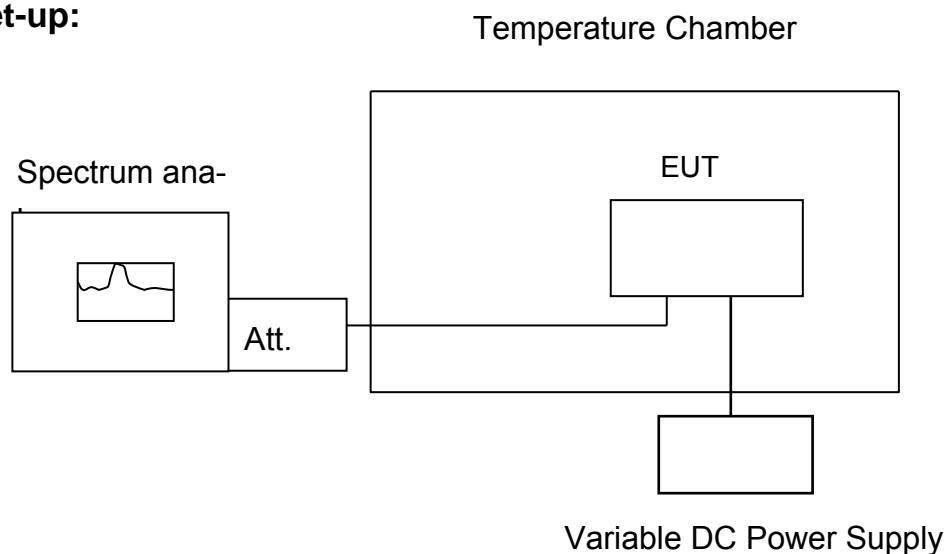 et-up:
Temperature Chamber
Spectrum ana-
EUT
Att.
Variable DC Power Supply